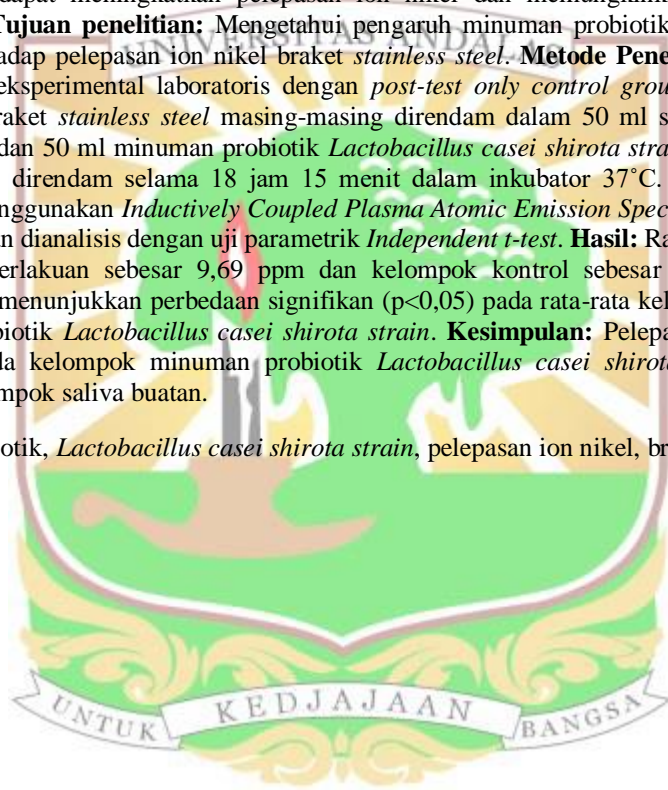 dapat meningkatkan pelepasan ion nikel dan memungkinkan
Tujuan penelitian: Mengetahui pengaruh minuman probiotik
adap pelepasan ion nikel braket stainless steel. Metode Pene
eksperimental laboratoris dengan post-test only control grou
raket stainless steel masing-masing direndam dalam 50 ml s
dan 50 ml minuman probiotik Lactobacillus casei shirota stra
direndam selama 18 jam 15 menit dalam inkubator 37˚C.
nggunakan Inductively Coupled Plasma Atomic Emission Spec
an dianalisis dengan uji parametrik Independent t-test. Hasil: Ra
erlakuan sebesar 9,69 ppm dan kelompok kontrol sebesar
menunjukkan perbedaan signifikan (p<0,05) pada rata-rata kel
biotik Lactobacillus casei shirota strain. Kesimpulan: Pelepa
da kelompok minuman probiotik Lactobacillus casei shirota
mpok saliva buatan.
otik, Lactobacillus casei shirota strain, pelepasan ion nikel, br
UNIVERSITAS ANDALAS
UNTUK KEDJAJAAN BANGSA